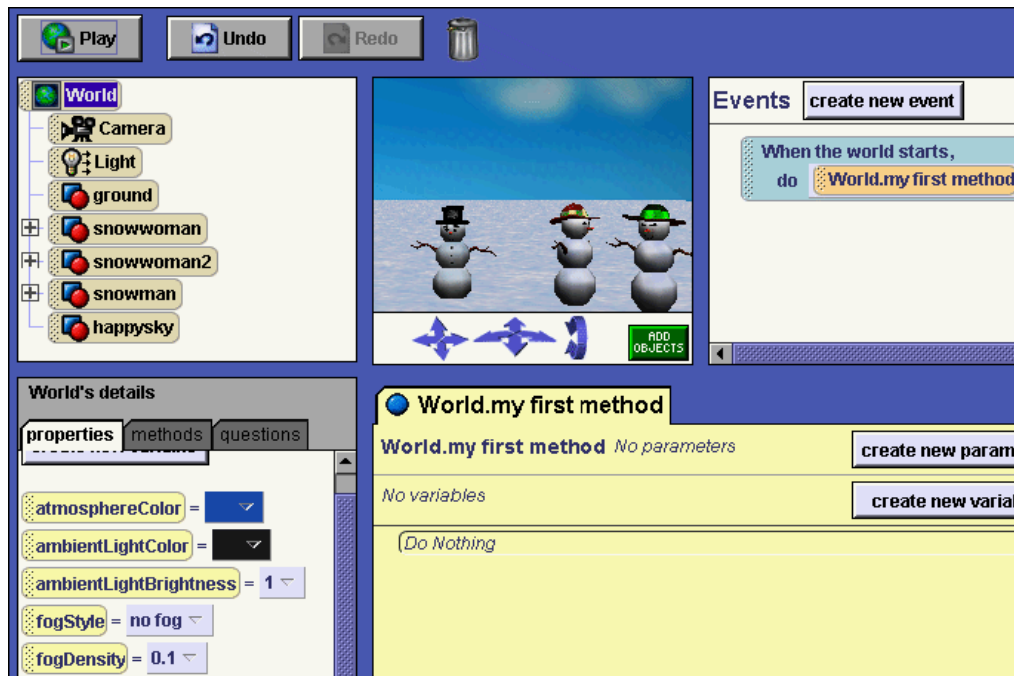 Play
Undo
Redo
World
Camera
Light
ground
snowwoman
snowwoman2
snowman
happysky
ADD
OBJECTS
Events create new event
When the world starts,
do World.my first method
World's details
properties methods questions
atmosphereColor =
ambientLightColor =
ambientLightBrightness = 1
fogStyle = no fog
fogDensity = 0.1
World.my first method
World.my first method No parameters create new param
No variables create new varial
(Do Nothing